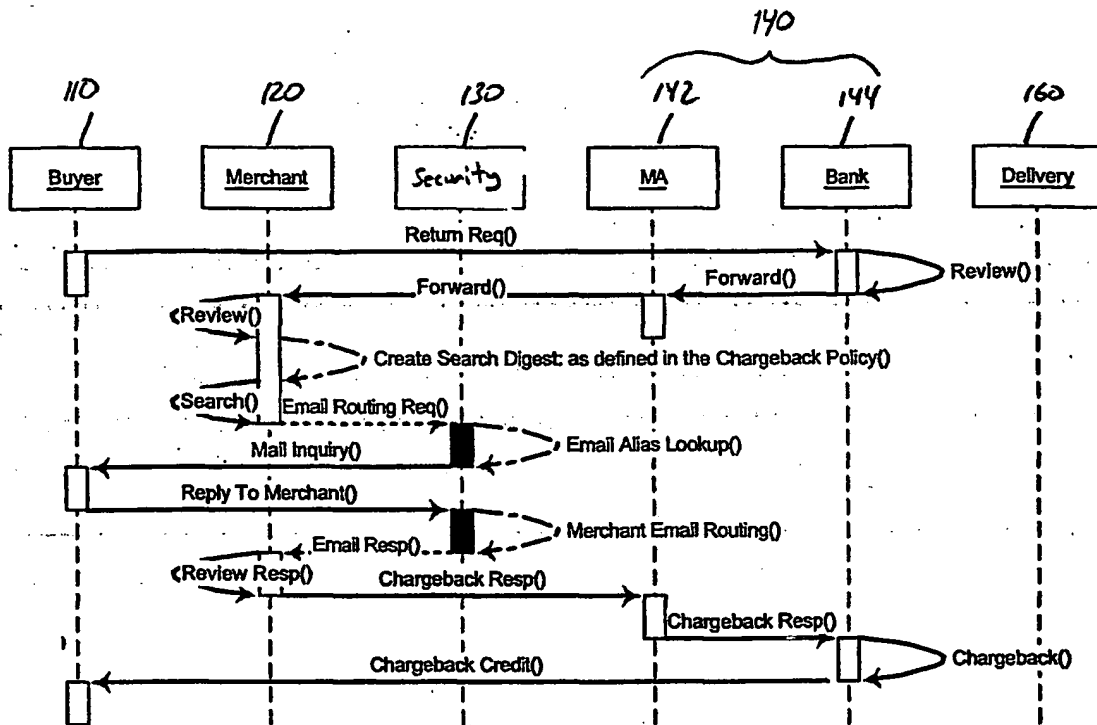 140
110 120 130 142 144 160
Buyer Merchant Security MA Bank Delivery
Return Req()
Review()
Forward() Forward()
Review()
Create Search Digest: as defined in the Chargeback Policy()
Search() Email Routing Req()
Email Alias Lookup()
Mail Inquiry()
Reply To Merchant()
Merchant Email Routing()
Email Resp()
Review Resp() Chargeback Resp()
Chargeback Resp()
Chargeback()
Chargeback Credit()